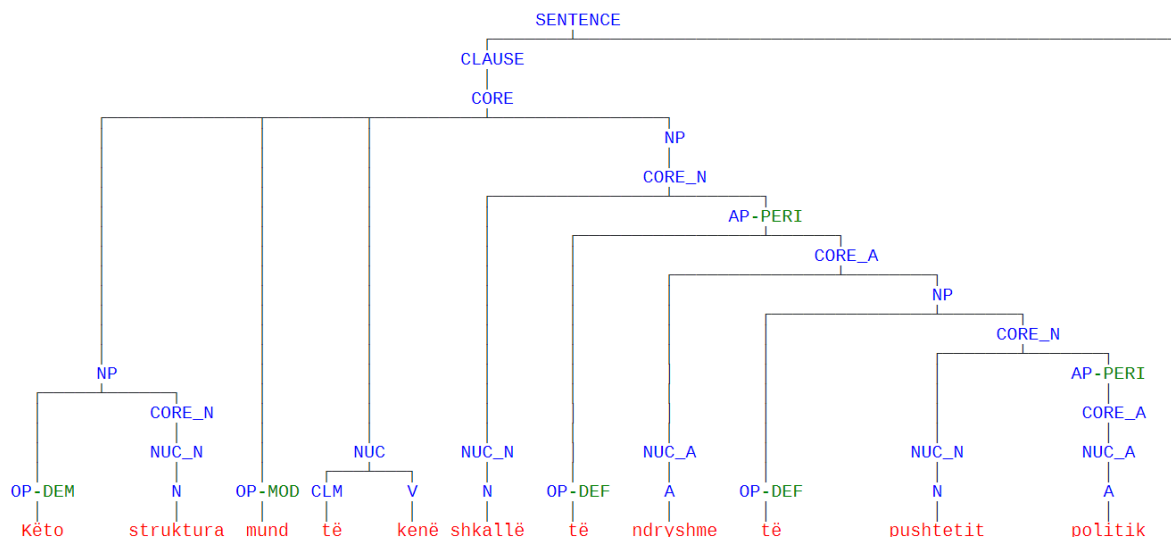 SENTENCE
CLAUSE
CORE
NP
CORE_N
AP-PERI
CORE_A
NP
CORE_N
NP AP-PERI
CORE_N CORE_A
NUC_N NUC NUC_N NUC_A NUC_N NUC_A
OP-DEM N OP-MOD CLM V N OP-DEF A OP-DEF N A
Këto struktura mund të kenë shkallë të ndryshme të pushtetit politik